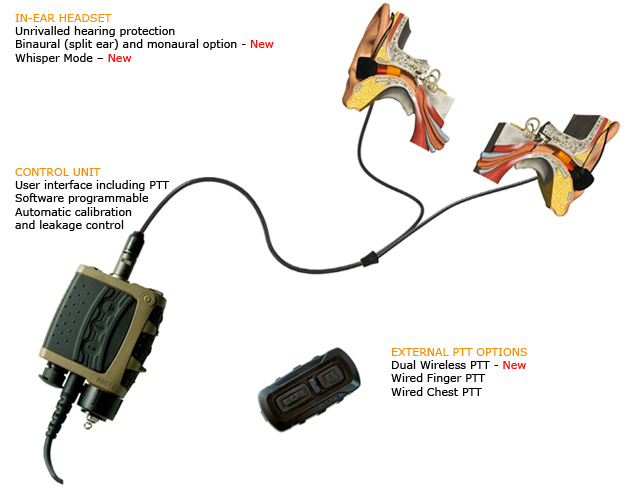 IN-EAR HEADSET
Unrivalled hearing protection
Binaural (split ear) and monaural option - New
Whisper Mode – New
CONTROL UNIT
User interface including PTT
Software programmable
Automatic calibration
and leakage control
EXTERNAL PTT OPTIONS
Dual Wireless PTT - New
Wired Finger PTT
Wired Chest PTT